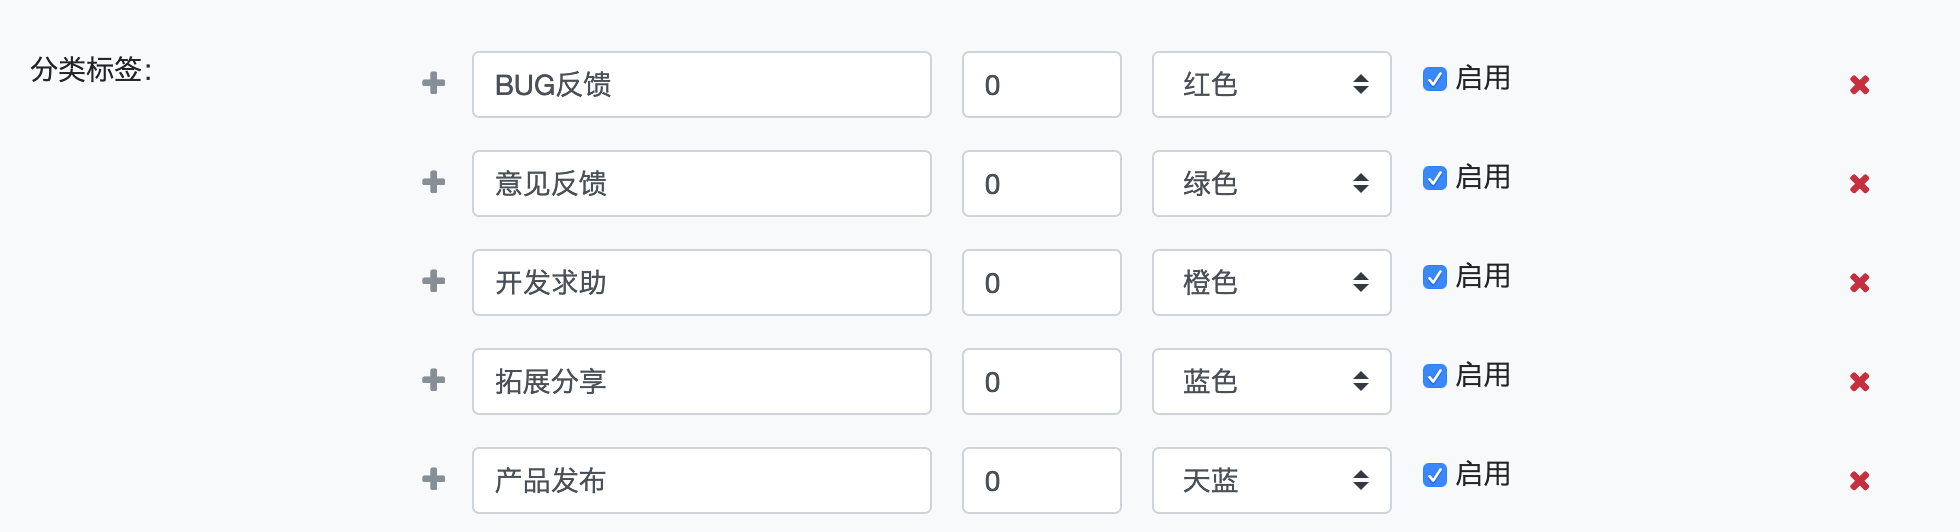 分类标签:
BUG反馈 0 红色 启用
意见反馈 0 绿色 启用
开发求助 0 橙色 启用
拓展分享 0 蓝色 启用
产品发布 0 天蓝 启用